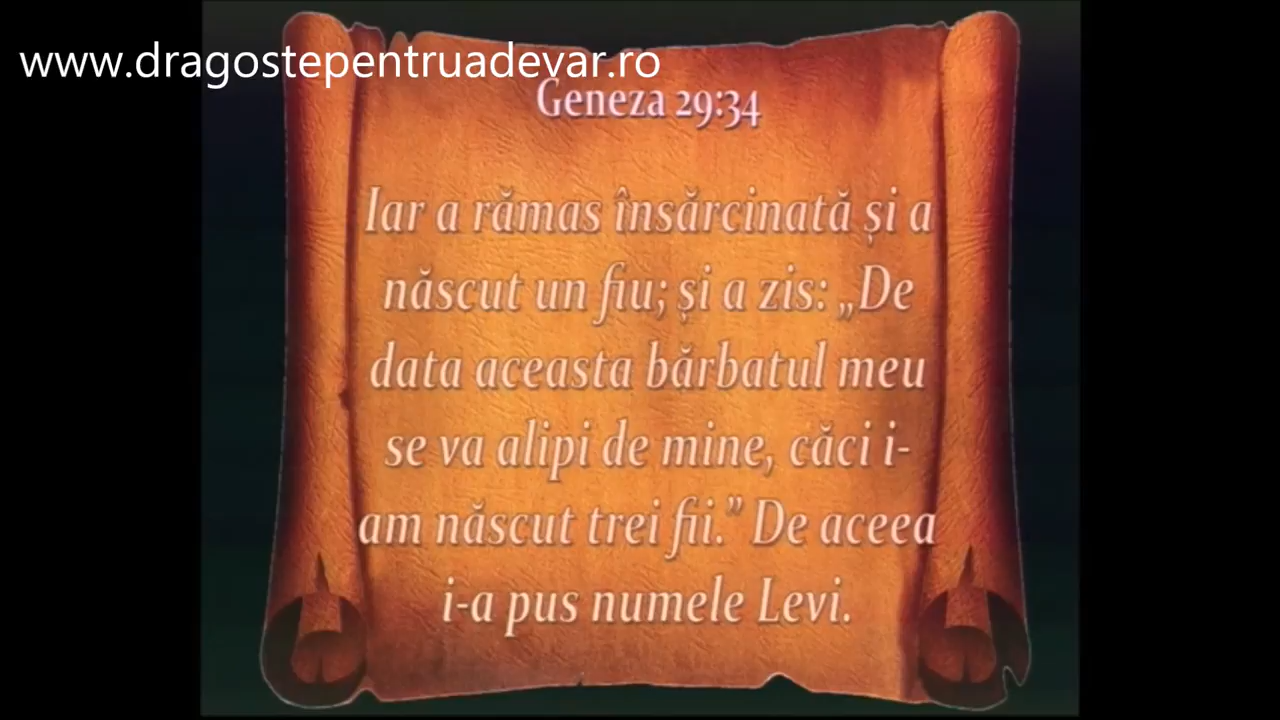 www.dragostepentruadevar.ro
Geneza 29:34
Iar a rămas însărcinată și a
născut un fiu; și a zis: „De
data aceasta bărbatul meu
se va alipi de mine, căci i-
am născut trei fii.” De aceea
i-a pus numele Levi.